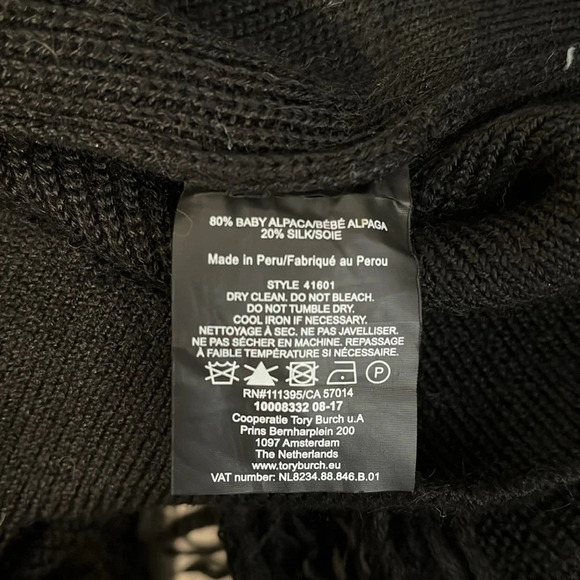 80% BABY ALPACA/BÉBÉ ALPAGA
20% SILK/SOIE
Made in Peru/Fabriqué au Perou
STYLE 41601
DRY CLEAN. DO NOT BLEACH.
DO NOT TUMBLE DRY.
COOL IRON IF NECESSARY.
NETTOYAGE À SEC. NE PAS JAVELLISER.
NE PAS SÉCHER EN MACHINE. REPASSAGE
À FAIBLE TEMPÉRATURE SI NÉCESSAIRE.
P
RN#111395/CA 57014
10008332 08-17
Cooperatie Tory Burch u.A
Prins Bernharplein 200
1097 Amsterdam
The Netherlands
www.toryburch.eu
VAT number: NL8234.88.846.B.01